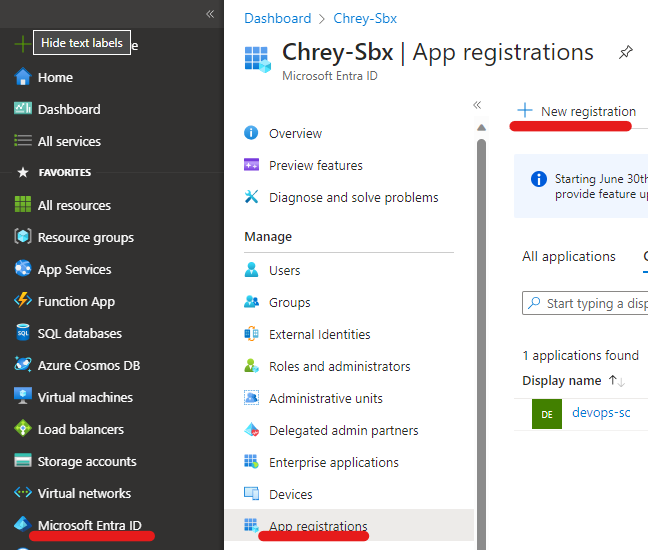 Hide text labels
e
Home
Dashboard
All services
FAVORITES
All resources
Resource groups
App Services
Function App
SQL
SQL databases
Azure Cosmos DB
Virtual machines
Load balancers
Storage accounts
Virtual networks
Microsoft Entra ID
Dashboard > Chrey-Sbx
Chrey-Sbx | App registrations
Microsoft Entra ID
Overview
Preview features
Diagnose and solve problems
Manage
Users
Groups
External Identities
Roles and administrators
Administrative units
Delegated admin partners
Enterprise applications
Devices
App registrations
New registration
Starting June 30th
provide feature u
All applications
Start typing a disp
1 applications found
Display name
DE
devops-sc